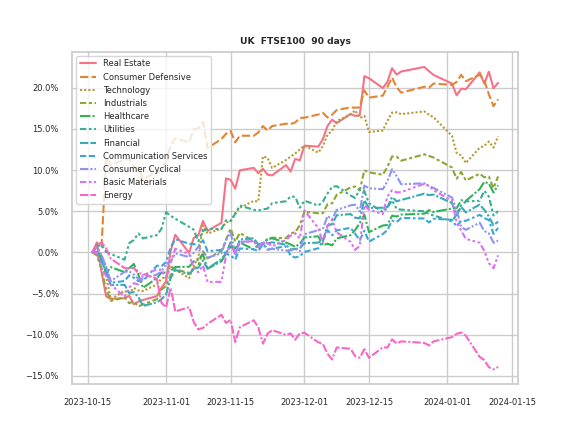 UK FTSE100 90 days
Real Estate
Consumer Defensive
Technology
Industrials
Healthcare
Utilities
Financial
Communication Services
Consumer Cyclical
Basic Materials
Energy
20.0%
15.0%
10.0%
5.0%
0.0%
−5.0%
−10.0%
−15.0%
2023-10-15 2023-11-01 2023-11-15 2023-12-01 2023-12-15 2024-01-01 2024-01-15